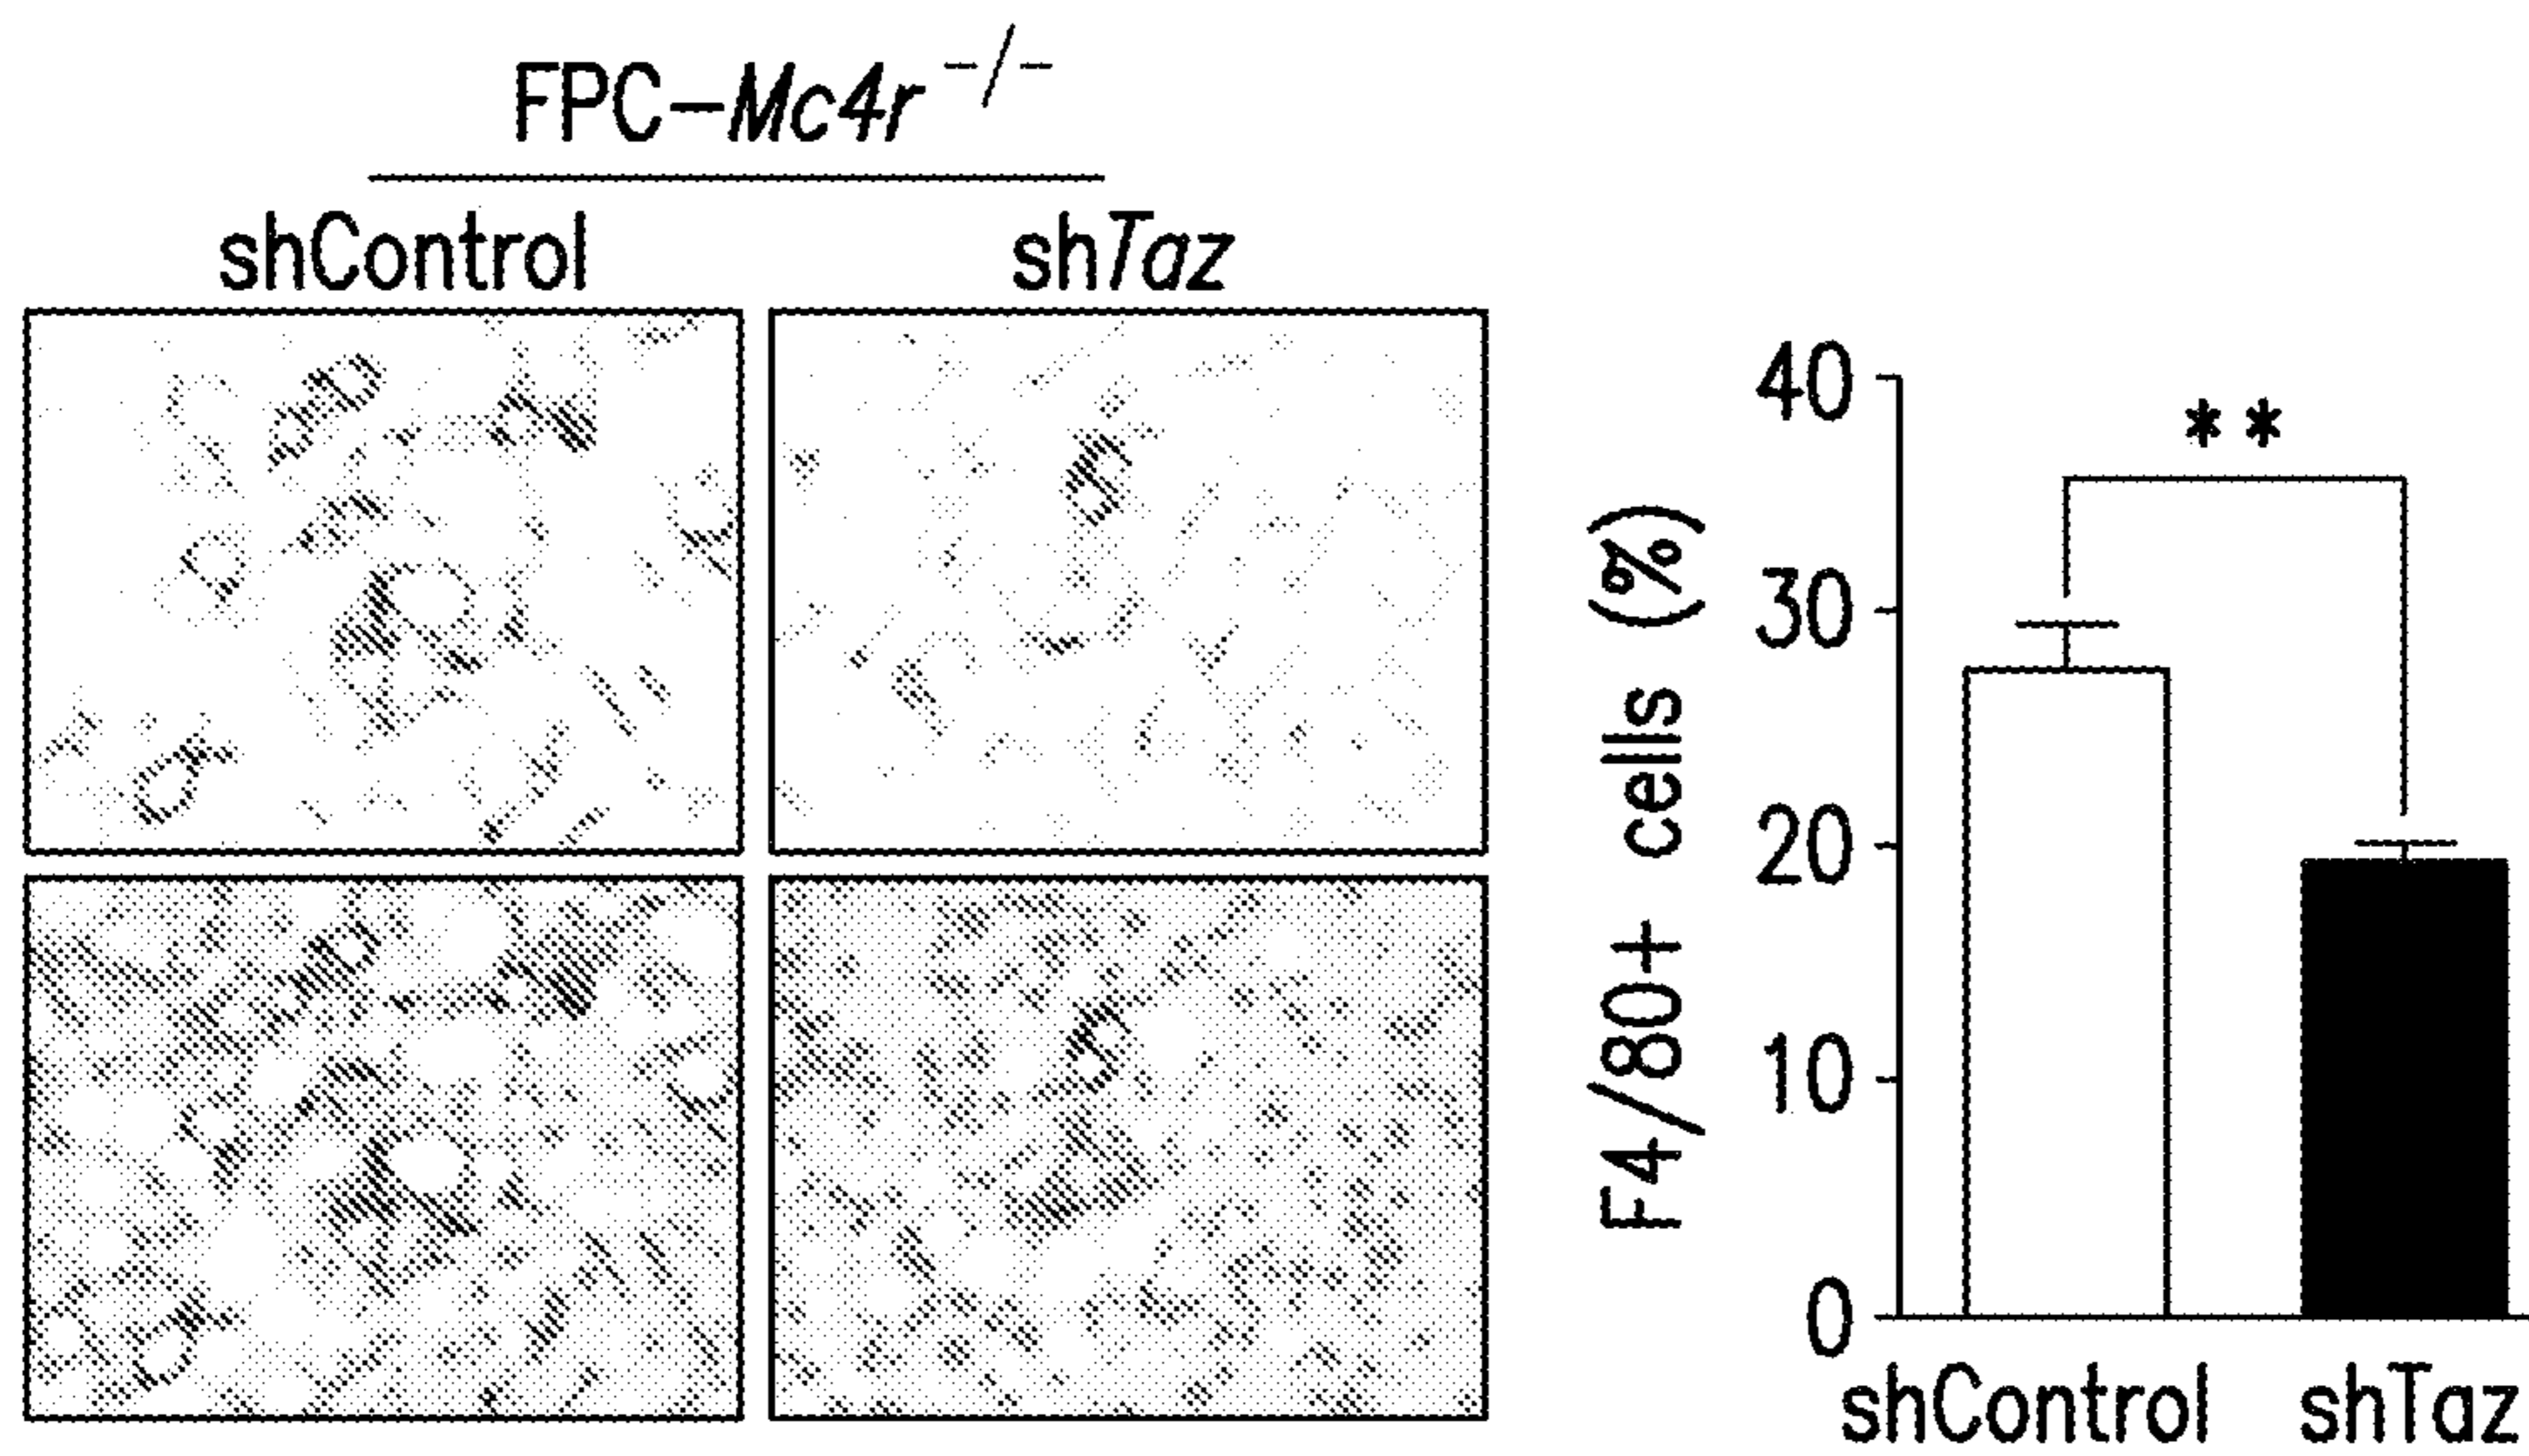 FPC-Mc4r -/-
shControl shTaz
F4/80+ cells (%)
40
30
20
10
0
**
shControl shTaz